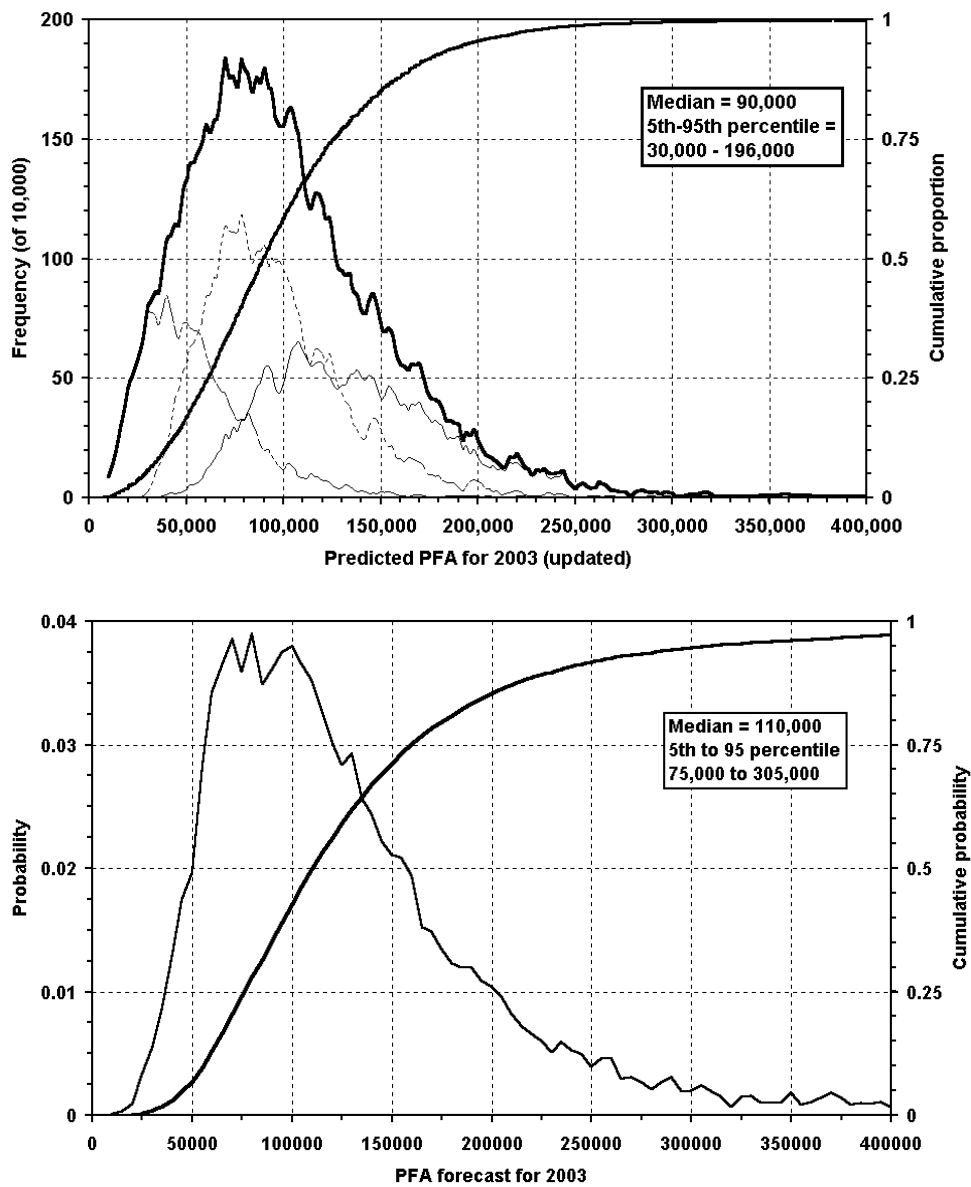 200
150
100
50
0
Frequency (of 10,000)
1
0.75
0.5
0.25
0
Cumulative proportion
Median = 90,000
5th-95th percentile =
30,000 - 196,000
0 50,000 100,000 150,000 200,000 250,000 300,000 350,000 400,000
Predicted PFA for 2003 (updated)
0.04
0.03
0.02
0.01
0
Probability
1
0.75
0.5
0.25
0
Cumulative probability
Median = 110,000
5th to 95 percentile
75,000 to 305,000
0 50000 100000 150000 200000 250000 300000 350000 400000
PFA forecast for 2003